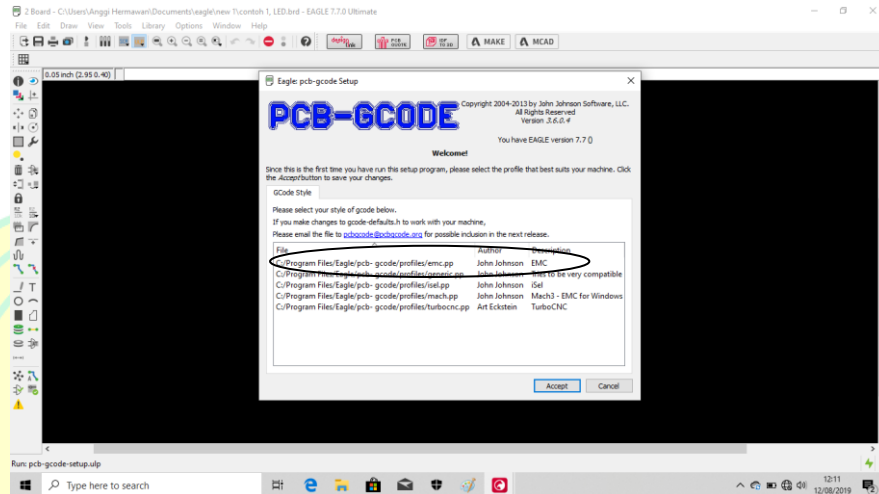 2 Board - C:\Users\Anggi Hermawan\Documents\eagle\new 1\contoh 1, LED.brd - EAGLE 7.7.0 Ultimate
File Edit Draw View Tools Library Options Window Help
design link PCB QUOTE IDF TO 3D MAKE MCAD
0.05 inch (2.95 0.40)
Eagle: pcb-gcode Setup
PCB-GCODE
Copyright 2004-2013 by John Johnson Software, LLC.
All Rights Reserved
Version 3.6.0.4
You have EAGLE version 7.7 ()
Welcome!
Since this is the first time you have run this setup program, please select the profile that best suits your machine. Click
the Accept button to save your changes.
GCode Style
Please select your style of gcode below.
If you make changes to gcode-defaults.h to work with your machine,
Please email the file to pcbgcode@pcbgcode.org for possible inclusion in the next release.
File Author Description
C:/Program Files/Eagle/pcb- gcode/profiles/emc.pp John Johnson EMC
C:/Program Files/Eagle/pcb- gcode/profiles/generic.pp John Johnson Tries to be very compatible
C:/Program Files/Eagle/pcb- gcode/profiles/isel.pp John Johnson iSel
C:/Program Files/Eagle/pcb- gcode/profiles/mach.pp John Johnson Mach3 - EMC for Windows
C:/Program Files/Eagle/pcb- gcode/profiles/turbocnc.pp Art Eckstein TurboCNC
Accept Cancel
Run: pcb-gcode-setup.ulp
Type here to search
12:11
12/08/2019